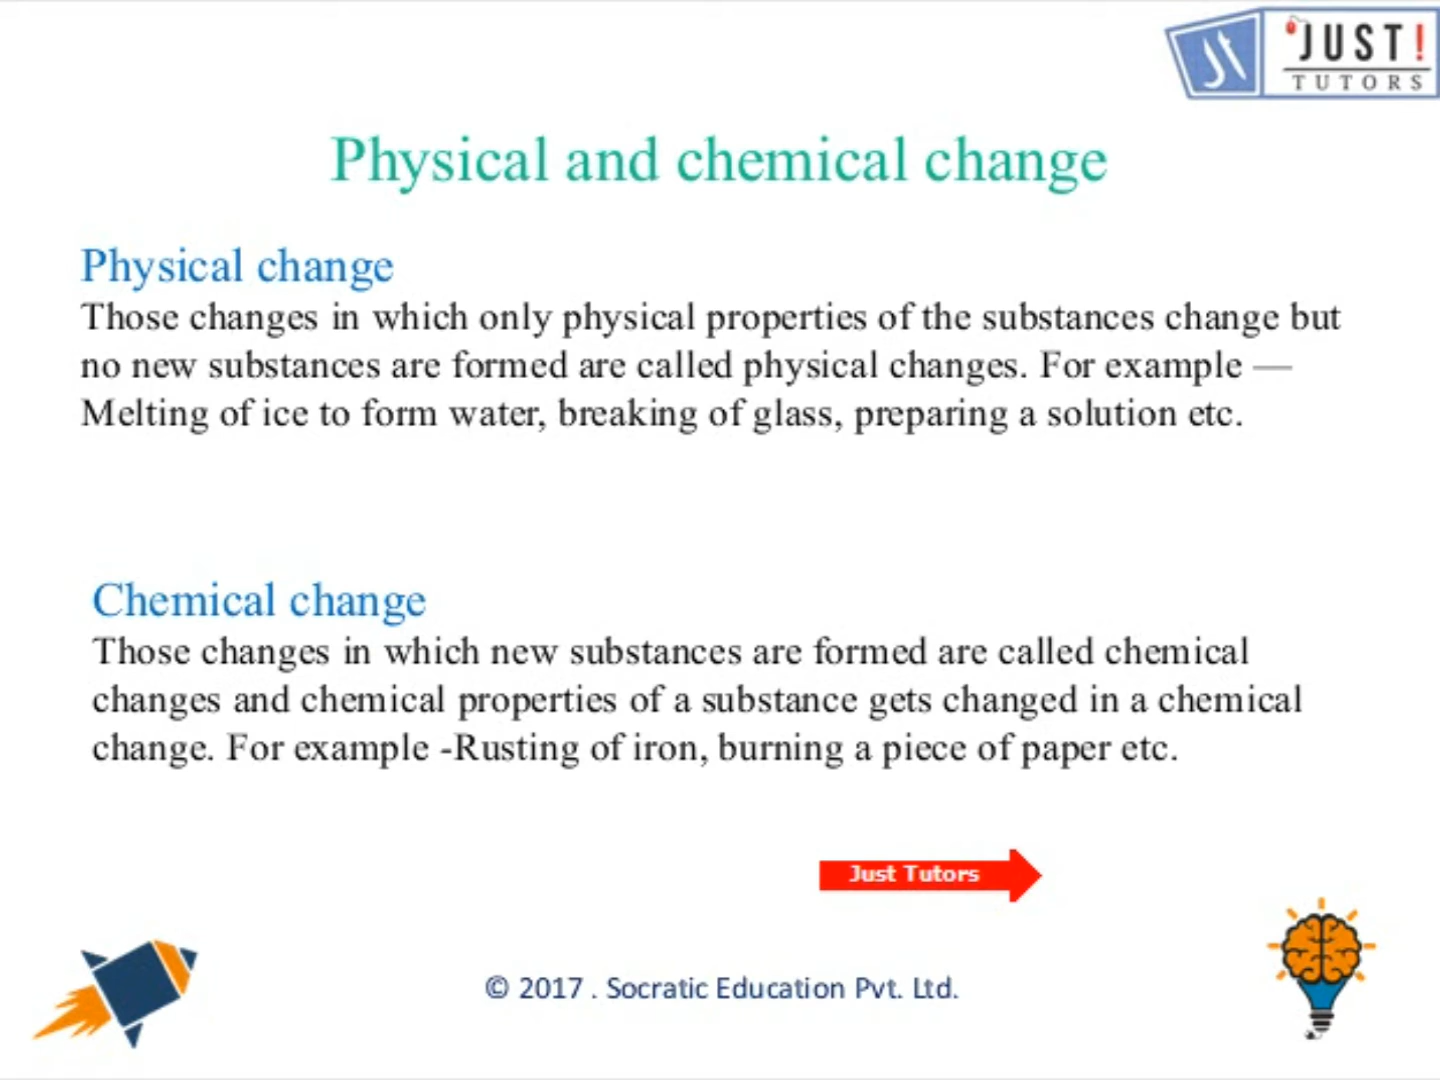 JUST!
TUTORS
Physical and chemical change
Physical change
Those changes in which only physical properties of the substances change but
no new substances are formed are called physical changes. For example —
Melting of ice to form water, breaking of glass, preparing a solution etc.
Chemical change
Those changes in which new substances are formed are called chemical
changes and chemical properties of a substance gets changed in a chemical
change. For example -Rusting of iron, burning a piece of paper etc.
Just Tutors
© 2017 . Socratic Education Pvt. Ltd.